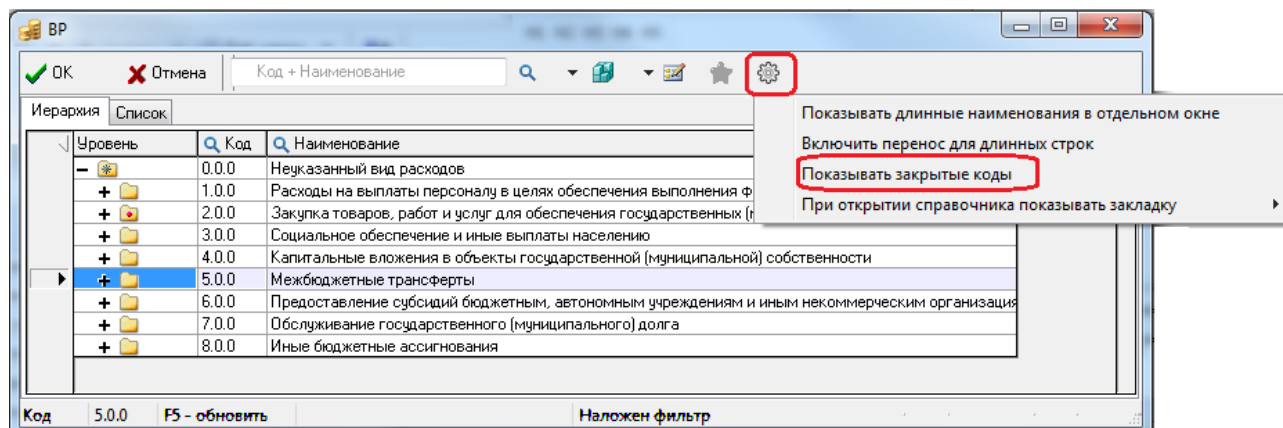 ВР
ОК Отмена Код + Наименование
Иерархия Список
Показывать длинные наименования в отдельном окне
Включить перенос для длинных строк
Показывать закрытые коды
При открытии справочника показывать закладку
Уровень Код Наименование
0.0.0 Неуказанный вид расходов
1.0.0 Расходы на выплаты персоналу в целях обеспечения выполнения ф
2.0.0 Закупка товаров, работ и услуг для обеспечения государственных (
3.0.0 Социальное обеспечение и иные выплаты населению
4.0.0 Капитальные вложения в объекты государственной (муниципальной) собственности
5.0.0 Межбюджетные трансферты
6.0.0 Предоставление субсидий бюджетным, автономным учреждениям и иным некоммерческим организация
7.0.0 Обслуживание государственного (муниципального) долга
8.0.0 Иные бюджетные ассигнования
Код 5.0.0 F5 - обновить Наложен фильтр